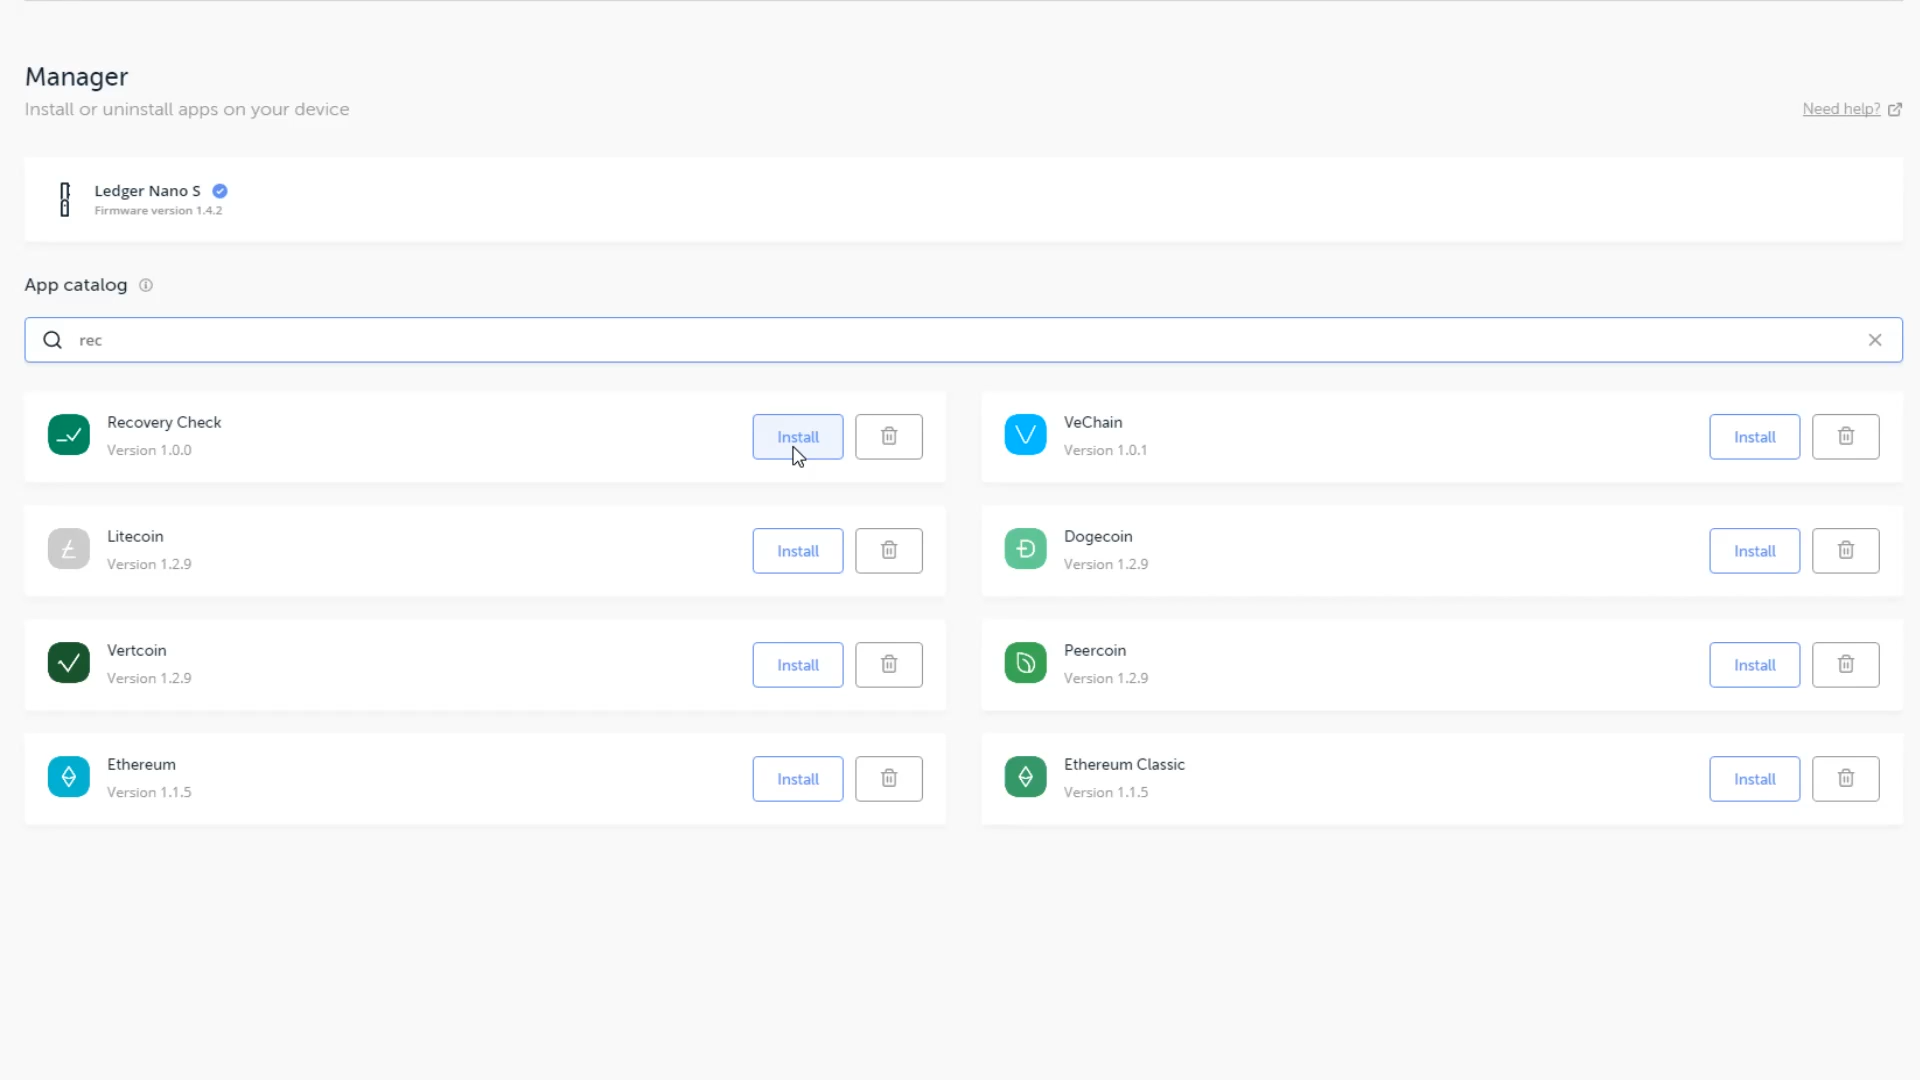 Manager
Install or uninstall apps on your device
Need help?
Ledger Nano S
Firmware version 1.4.2
App catalog
rec
Recovery Check
Version 1.0.0
Install
VeChain
Version 1.0.1
Install
Litecoin
Version 1.2.9
Install
Dogecoin
Version 1.2.9
Install
Vertcoin
Version 1.2.9
Install
Peercoin
Version 1.2.9
Install
Ethereum
Version 1.1.5
Install
Ethereum Classic
Version 1.1.5
Install